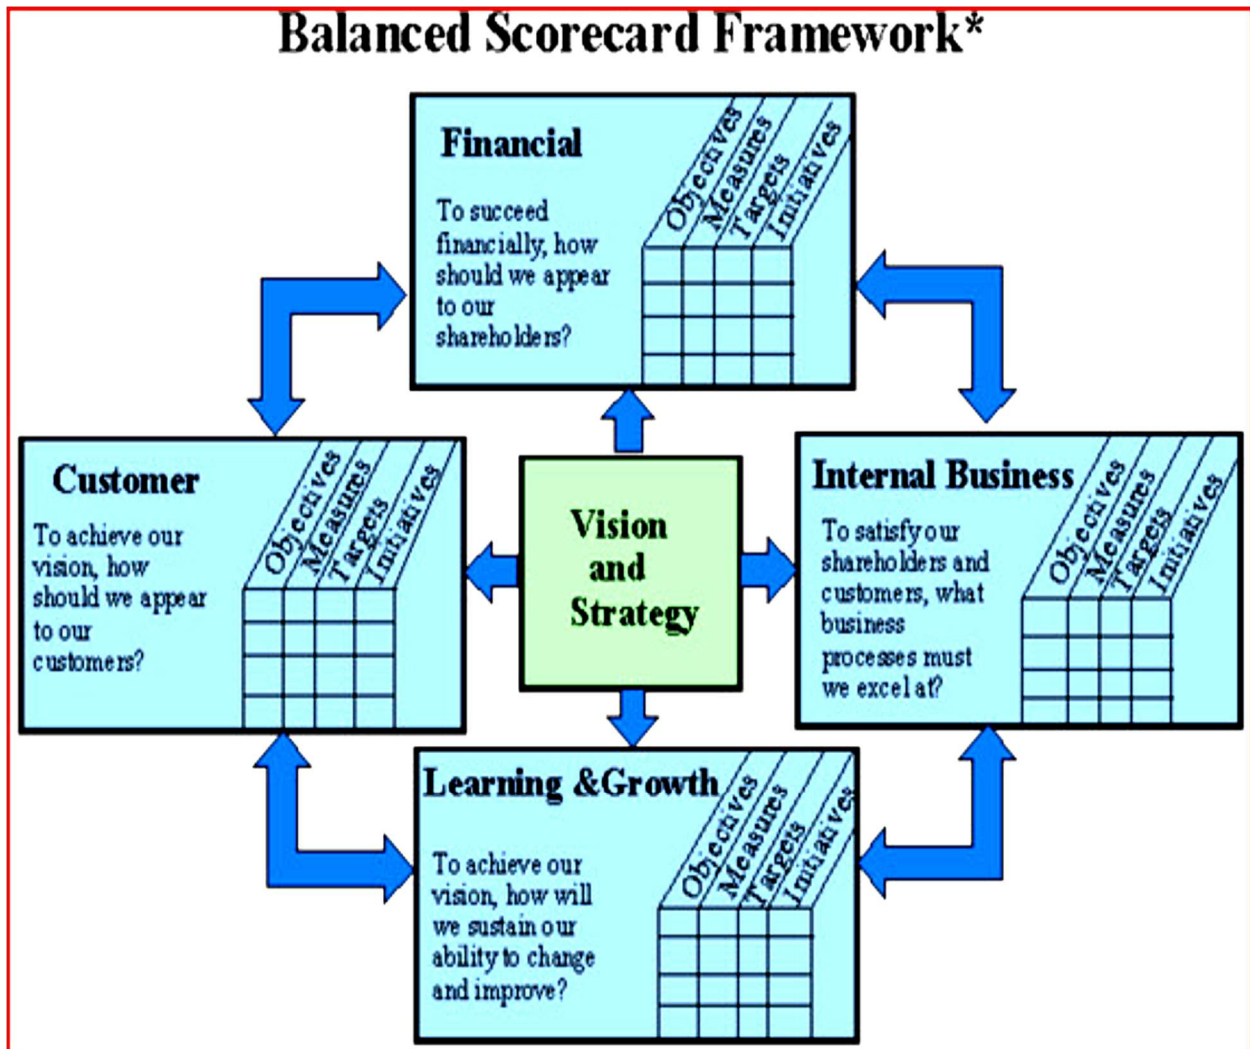 Balanced Scorecard Framework*
Financial
To succeed
financially, how
should we appear
to our
shareholders?
Objectives
Measures
Targets
Initiatives
Customer
To achieve our
vision, how
should we appear
to our
customers?
Objectives
Measures
Targets
Initiatives
Vision
and
Strategy
Internal Business
To satisfy our
shareholders and
customers, what
business
processes must
we excel at?
Objectives
Measures
Targets
Initiatives
Learning &Growth
To achieve our
vision, how will
we sustain our
ability to change
and improve?
Objectives
Measures
Targets
Initiatives